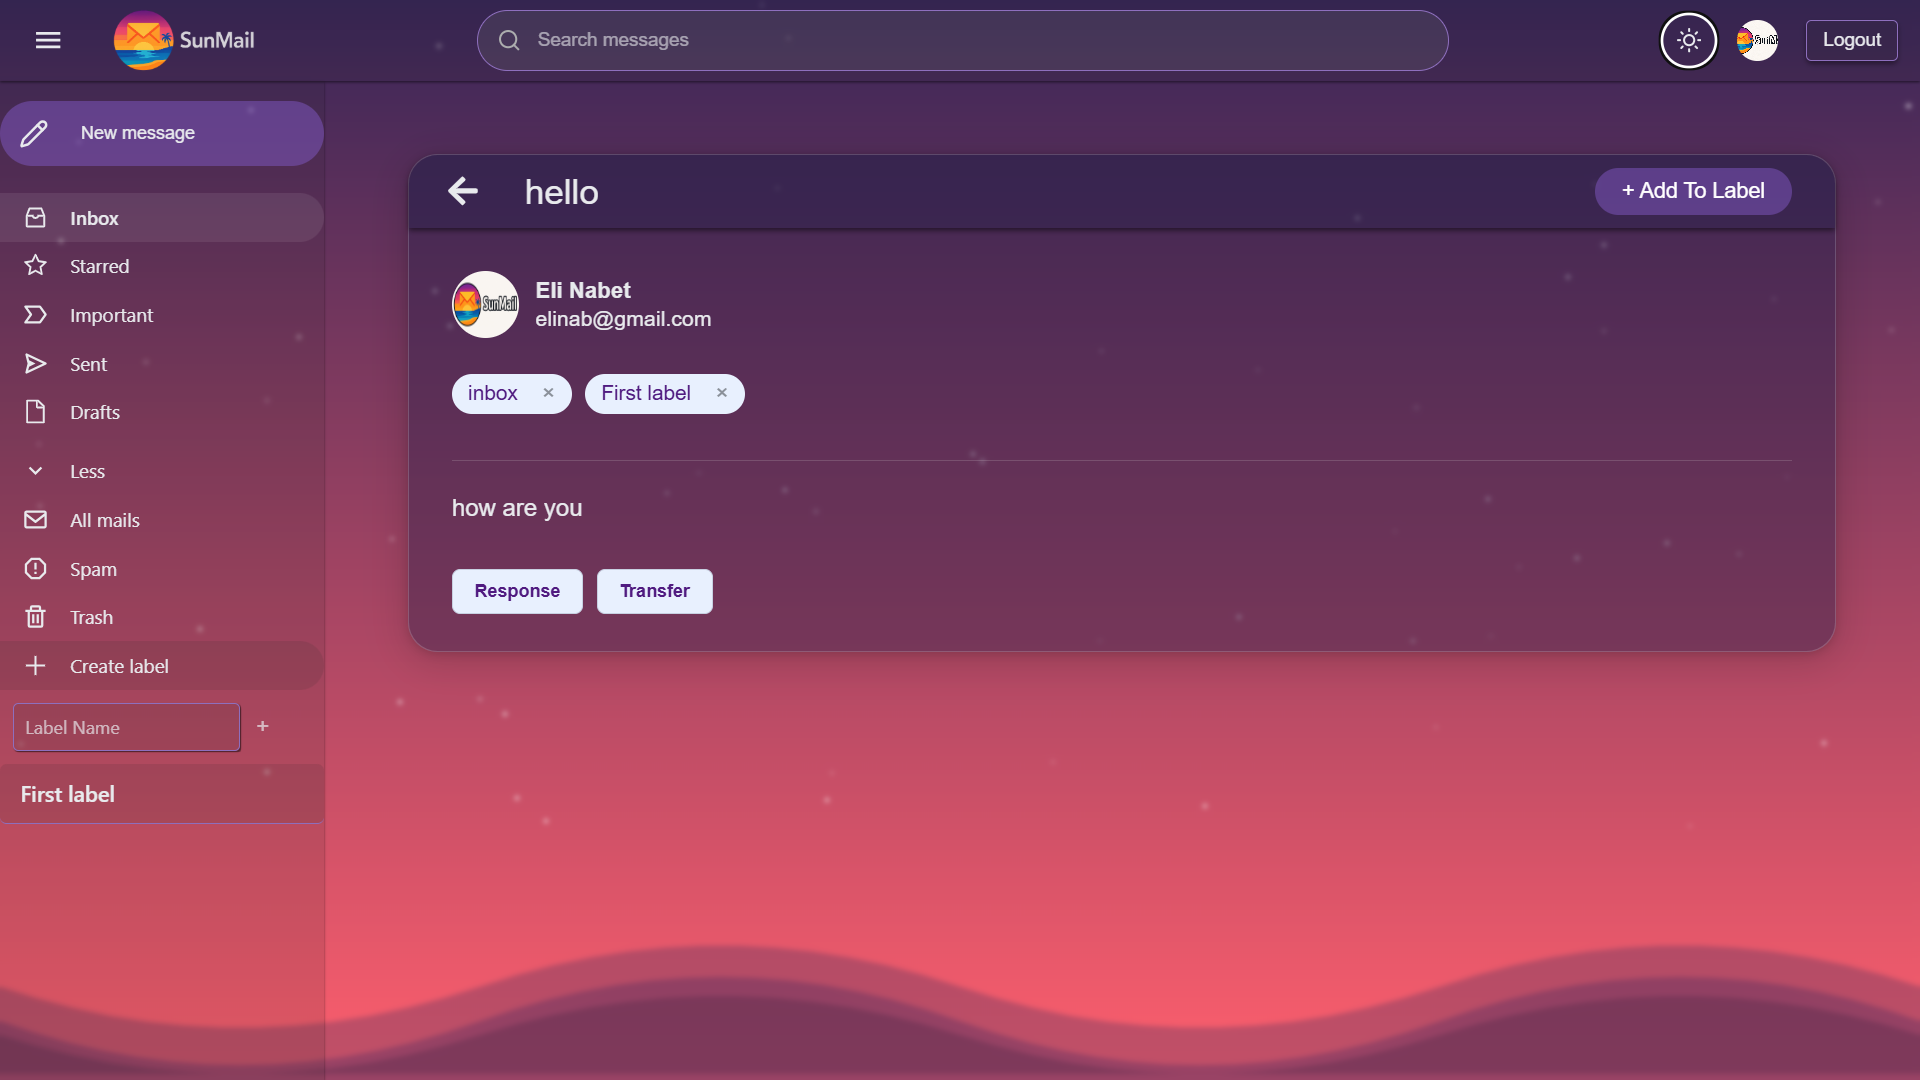 SunMail
Search messages
Logout
New message
Inbox
Starred
Important
Sent
Drafts
Less
All mails
Spam
Trash
Create label
Label Name
+
First label
hello
+ Add To Label
SunMail
Eli Nabet
elinab@gmail.com
inbox ×
First label ×
how are you
Response
Transfer